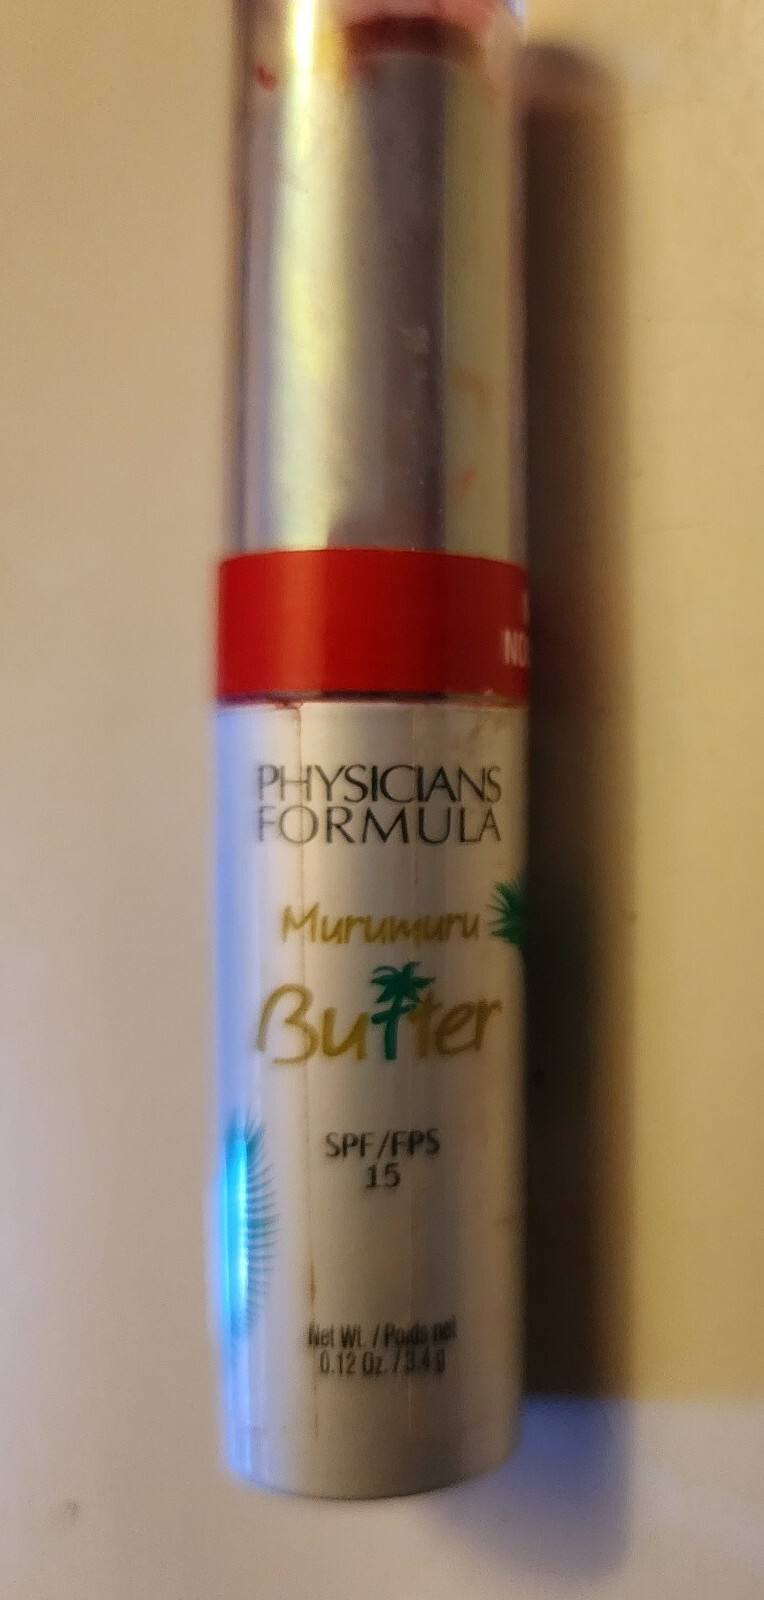 PHYSICIANS
FORMULA
Murumuru
Butter
SPF/FPS
15
Net Wt. / Poids net
0.12 Oz. / 3.4 g